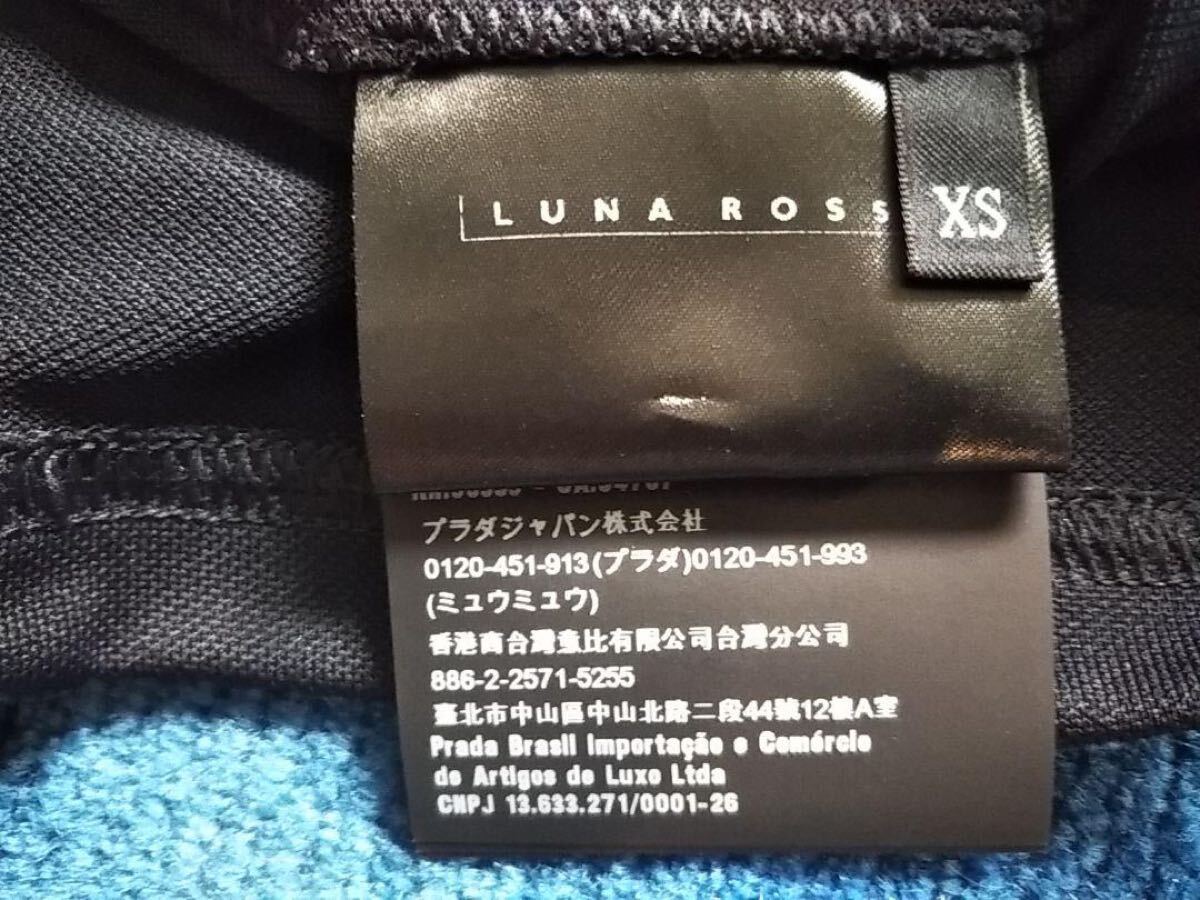 LUNA ROSS
XS
プラダジャパン株式会社
0120-451-913(プラダ)0120-451-993
(ミュウミュウ)
香港商台灣意比有限公司台灣分公司
886-2-2571-5255
臺北市中山區中山北路二段44號12樓A室
Prada Brasil Importação e Comércio
de Artigos de Luxo Ltda
CNPJ 13.633.271/0001-26